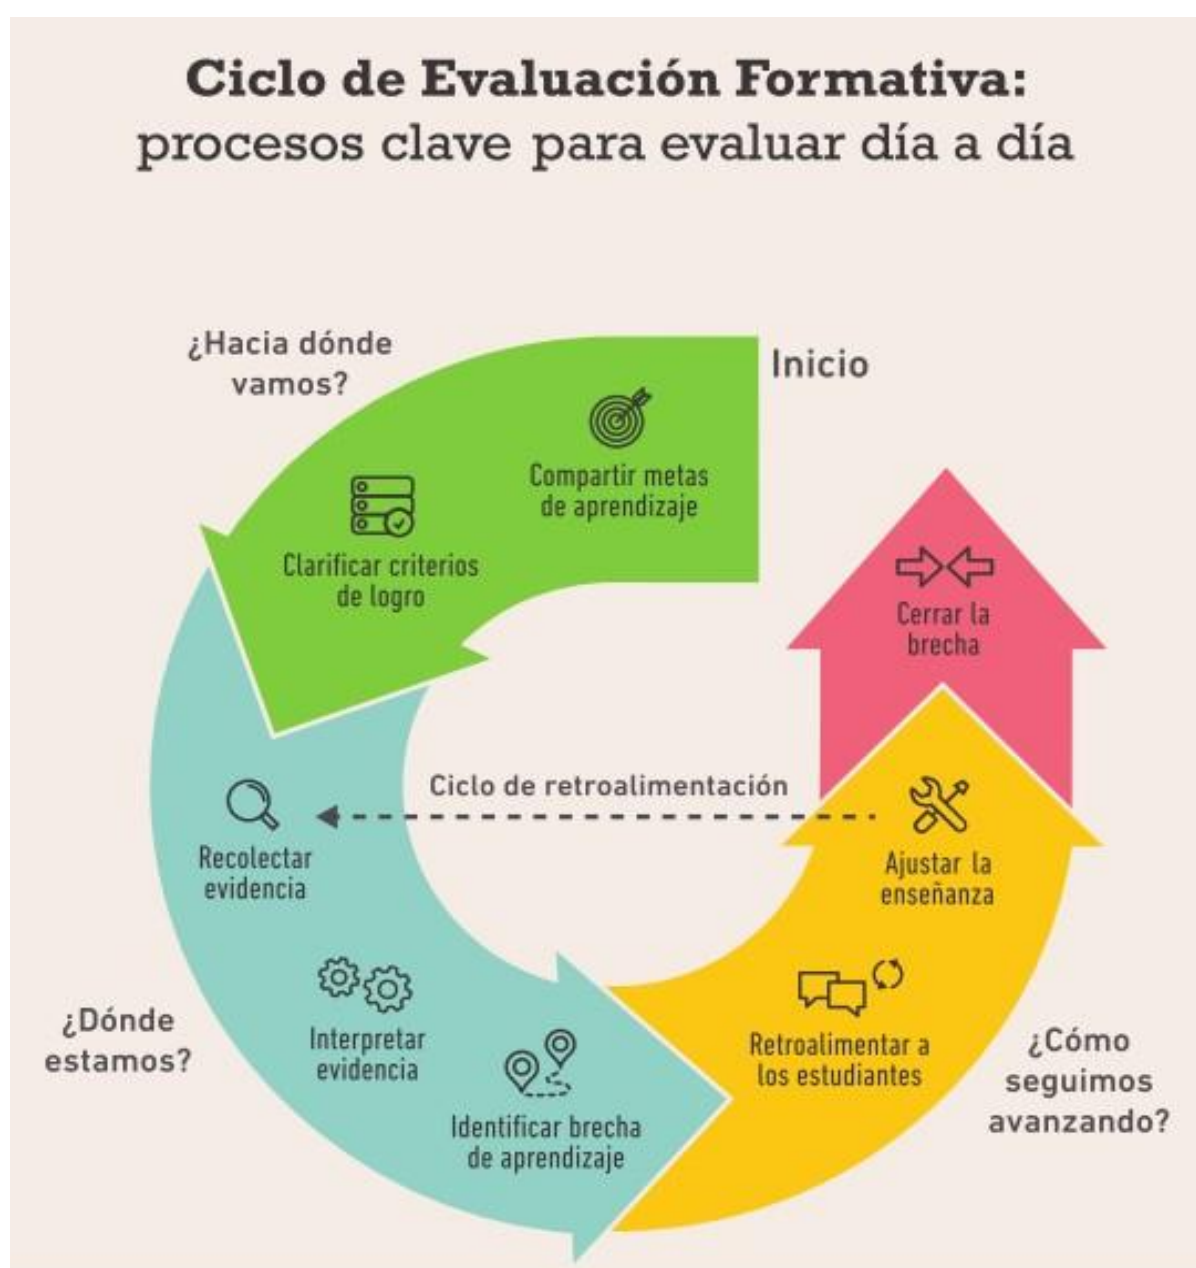 Ciclo de Evaluación Formativa:
procesos clave para evaluar día a día
¿Hacia dónde
vamos?
Inicio
Compartir metas
de aprendizaje
Clarificar criterios
de logro
Recolectar
evidencia
Interpretar
evidencia
Identificar brecha
de aprendizaje
¿Dónde
estamos?
Ciclo de retroalimentación
Retroalimentar a
los estudiantes
Ajustar la
enseñanza
¿Cómo
seguimos
avanzando?
Cerrar la
brecha